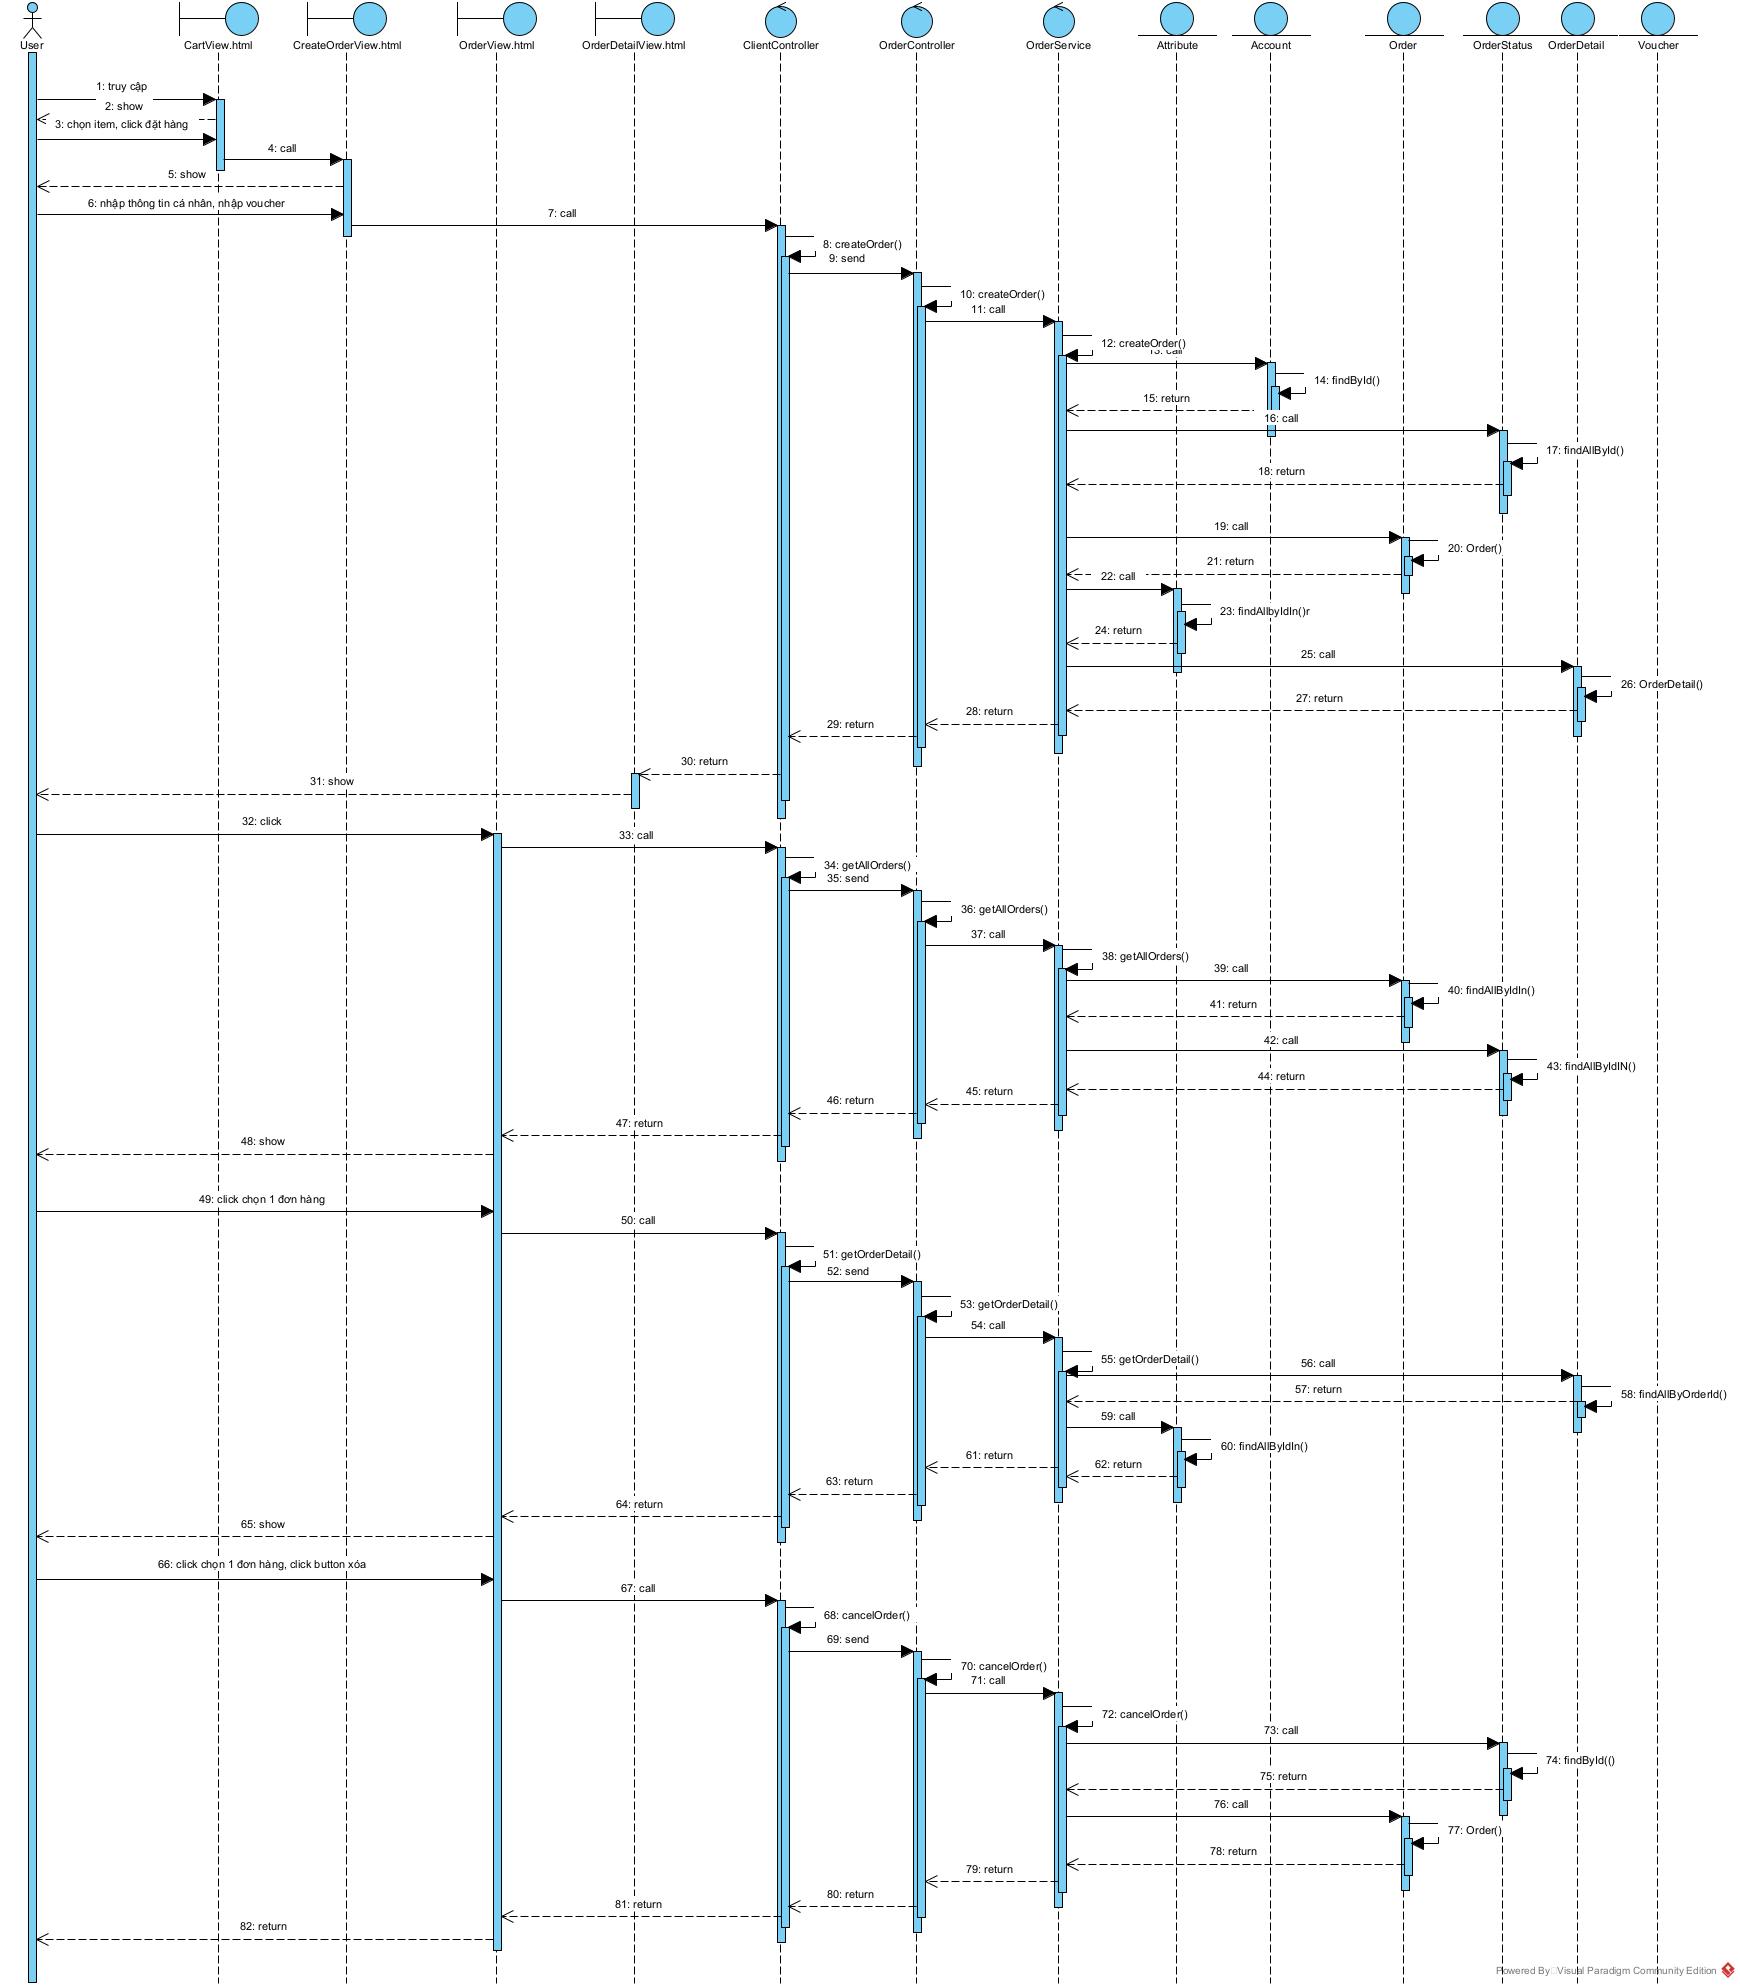 User
CartView.html
CreateOrderView.html
OrderView.html
OrderDetailView.html
ClientController
OrderController
OrderService
Attribute
Account
Order
OrderStatus
OrderDetail
Voucher
1: truy cập
2: show
3: chọn item, click đặt hàng
4: call
5: show
6: nhập thông tin cá nhân, nhập voucher
7: call
8: createOrder()
9: send
10: createOrder()
11: call
12: createOrder()
13: call
14: findById()
15: return
16: call
17: findAllById()
18: return
19: call
20: Order()
21: return
22: call
23: findAllbyIdIn()r
24: return
25: call
26: OrderDetail()
27: return
28: return
29: return
30: return
31: show
32: click
33: call
34: getAllOrders()
35: send
36: getAllOrders()
37: call
38: getAllOrders()
39: call
40: findAllByIdIn()
41: return
42: call
43: findAllByIdIN()
44: return
45: return
46: return
47: return
48: show
49: click chọn 1 đơn hàng
50: call
51: getOrderDetail()
52: send
53: getOrderDetail()
54: call
55: getOrderDetail()
56: call
57: return
58: findAllByOrderId()
59: call
60: findAllByIdIn()
61: return
62: return
63: return
64: return
65: show
66: click chọn 1 đơn hàng, click button xóa
67: call
68: cancelOrder()
69: send
70: cancelOrder()
71: call
72: cancelOrder()
73: call
74: findById(()
75: return
76: call
77: Order()
78: return
79: return
80: return
81: return
82: return
Powered By Visual Paradigm Community Edition